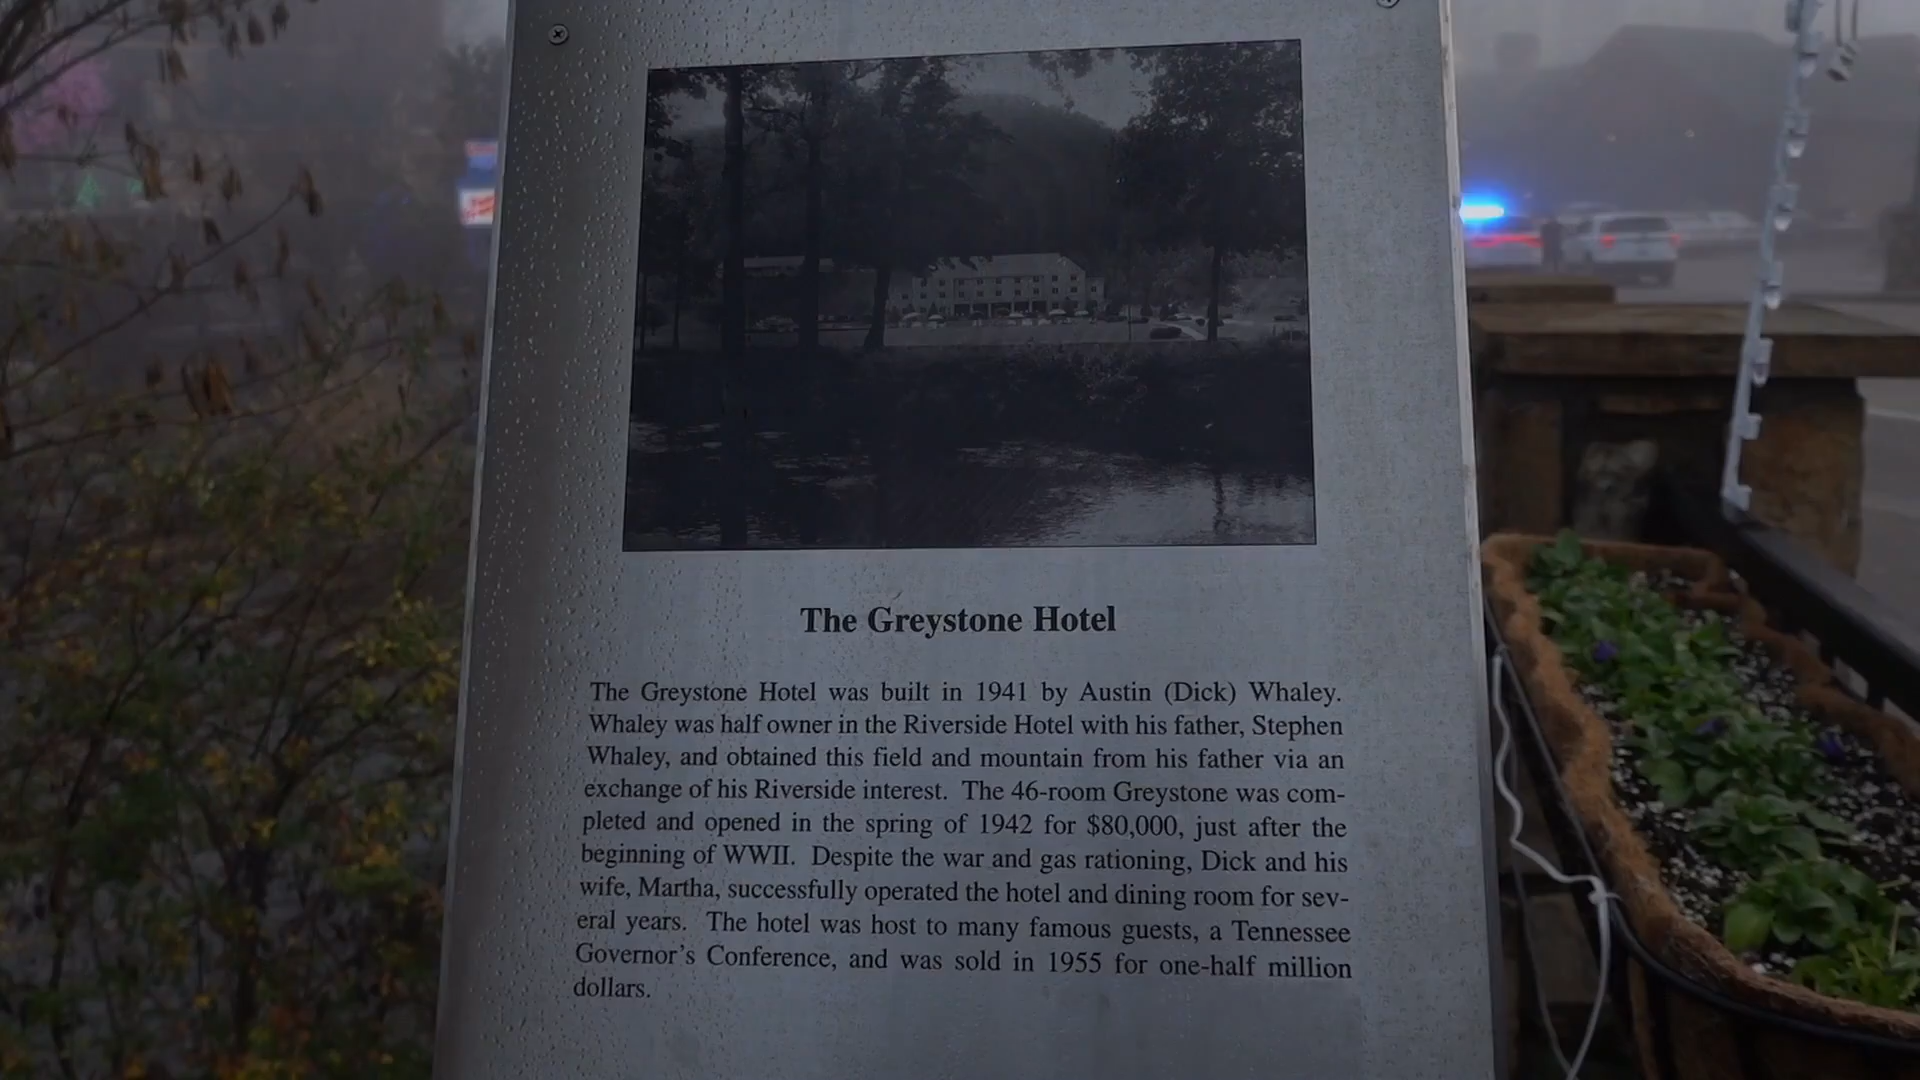 The Greystone Hotel
The Greystone Hotel was built in 1941 by Austin (Dick) Whaley.
Whaley was half owner in the Riverside Hotel with his father, Stephen
Whaley, and obtained this field and mountain from his father via an
exchange of his Riverside interest. The 46-room Greystone was com-
pleted and opened in the spring of 1942 for $80,000, just after the
beginning of WWII. Despite the war and gas rationing, Dick and his
wife, Martha, successfully operated the hotel and dining room for sev-
eral years. The hotel was host to many famous guests, a Tennessee
Governor's Conference, and was sold in 1955 for one-half million
dollars.